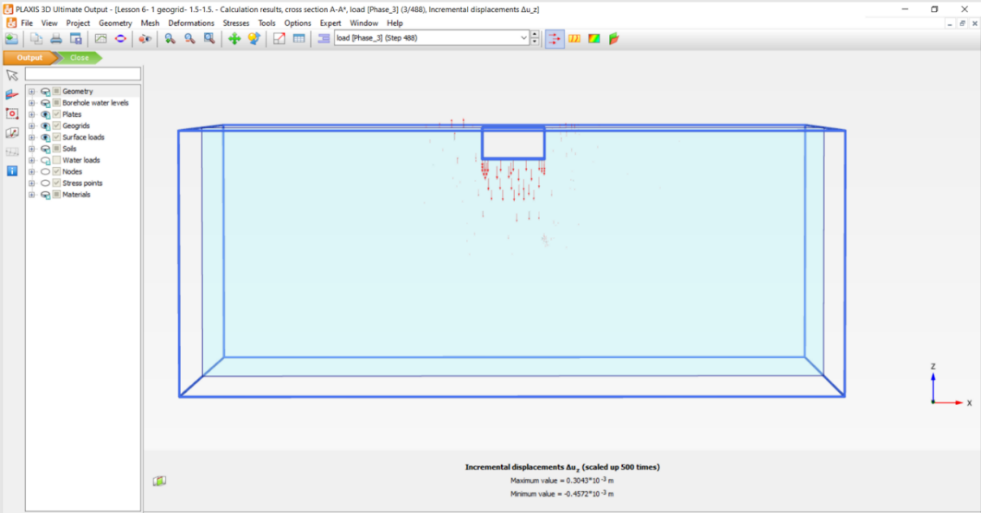 PLAXIS 3D Ultimate Output - [Lesson 6- 1 geogrid- 1.5-1.5. - Calculation results, cross section A-A*, load [Phase_3] (3/488), Incremental displacements Δu_z]
File View Project Geometry Mesh Deformations Stresses Tools Options Expert Window Help
load [Phase_3] (Step 488)
Output Close
Geometry
Borehole water levels
Plates
Geogrids
Surface loads
Soils
Water loads
Nodes
Stress points
Materials
Z
X
Incremental displacements Δuz (scaled up 500 times)
Maximum value = 0.3043*10-3 m
Minimum value = -0.4572*10-3 m